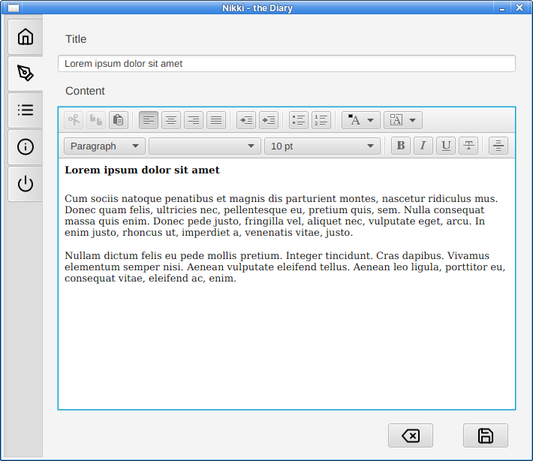 Nikki - the Diary
Title
Lorem ipsum dolor sit amet
Content
Paragraph
10 pt
B I U T
Lorem ipsum dolor sit amet
Cum sociis natoque penatibus et magnis dis parturient montes, nascetur ridiculus mus.
Donec quam felis, ultricies nec, pellentesque eu, pretium quis, sem. Nulla consequat
massa quis enim. Donec pede justo, fringilla vel, aliquet nec, vulputate eget, arcu. In
enim justo, rhoncus ut, imperdiet a, venenatis vitae, justo.
Nullam dictum felis eu pede mollis pretium. Integer tincidunt. Cras dapibus. Vivamus
elementum semper nisi. Aenean vulputate eleifend tellus. Aenean leo ligula, porttitor eu,
consequat vitae, eleifend ac, enim.